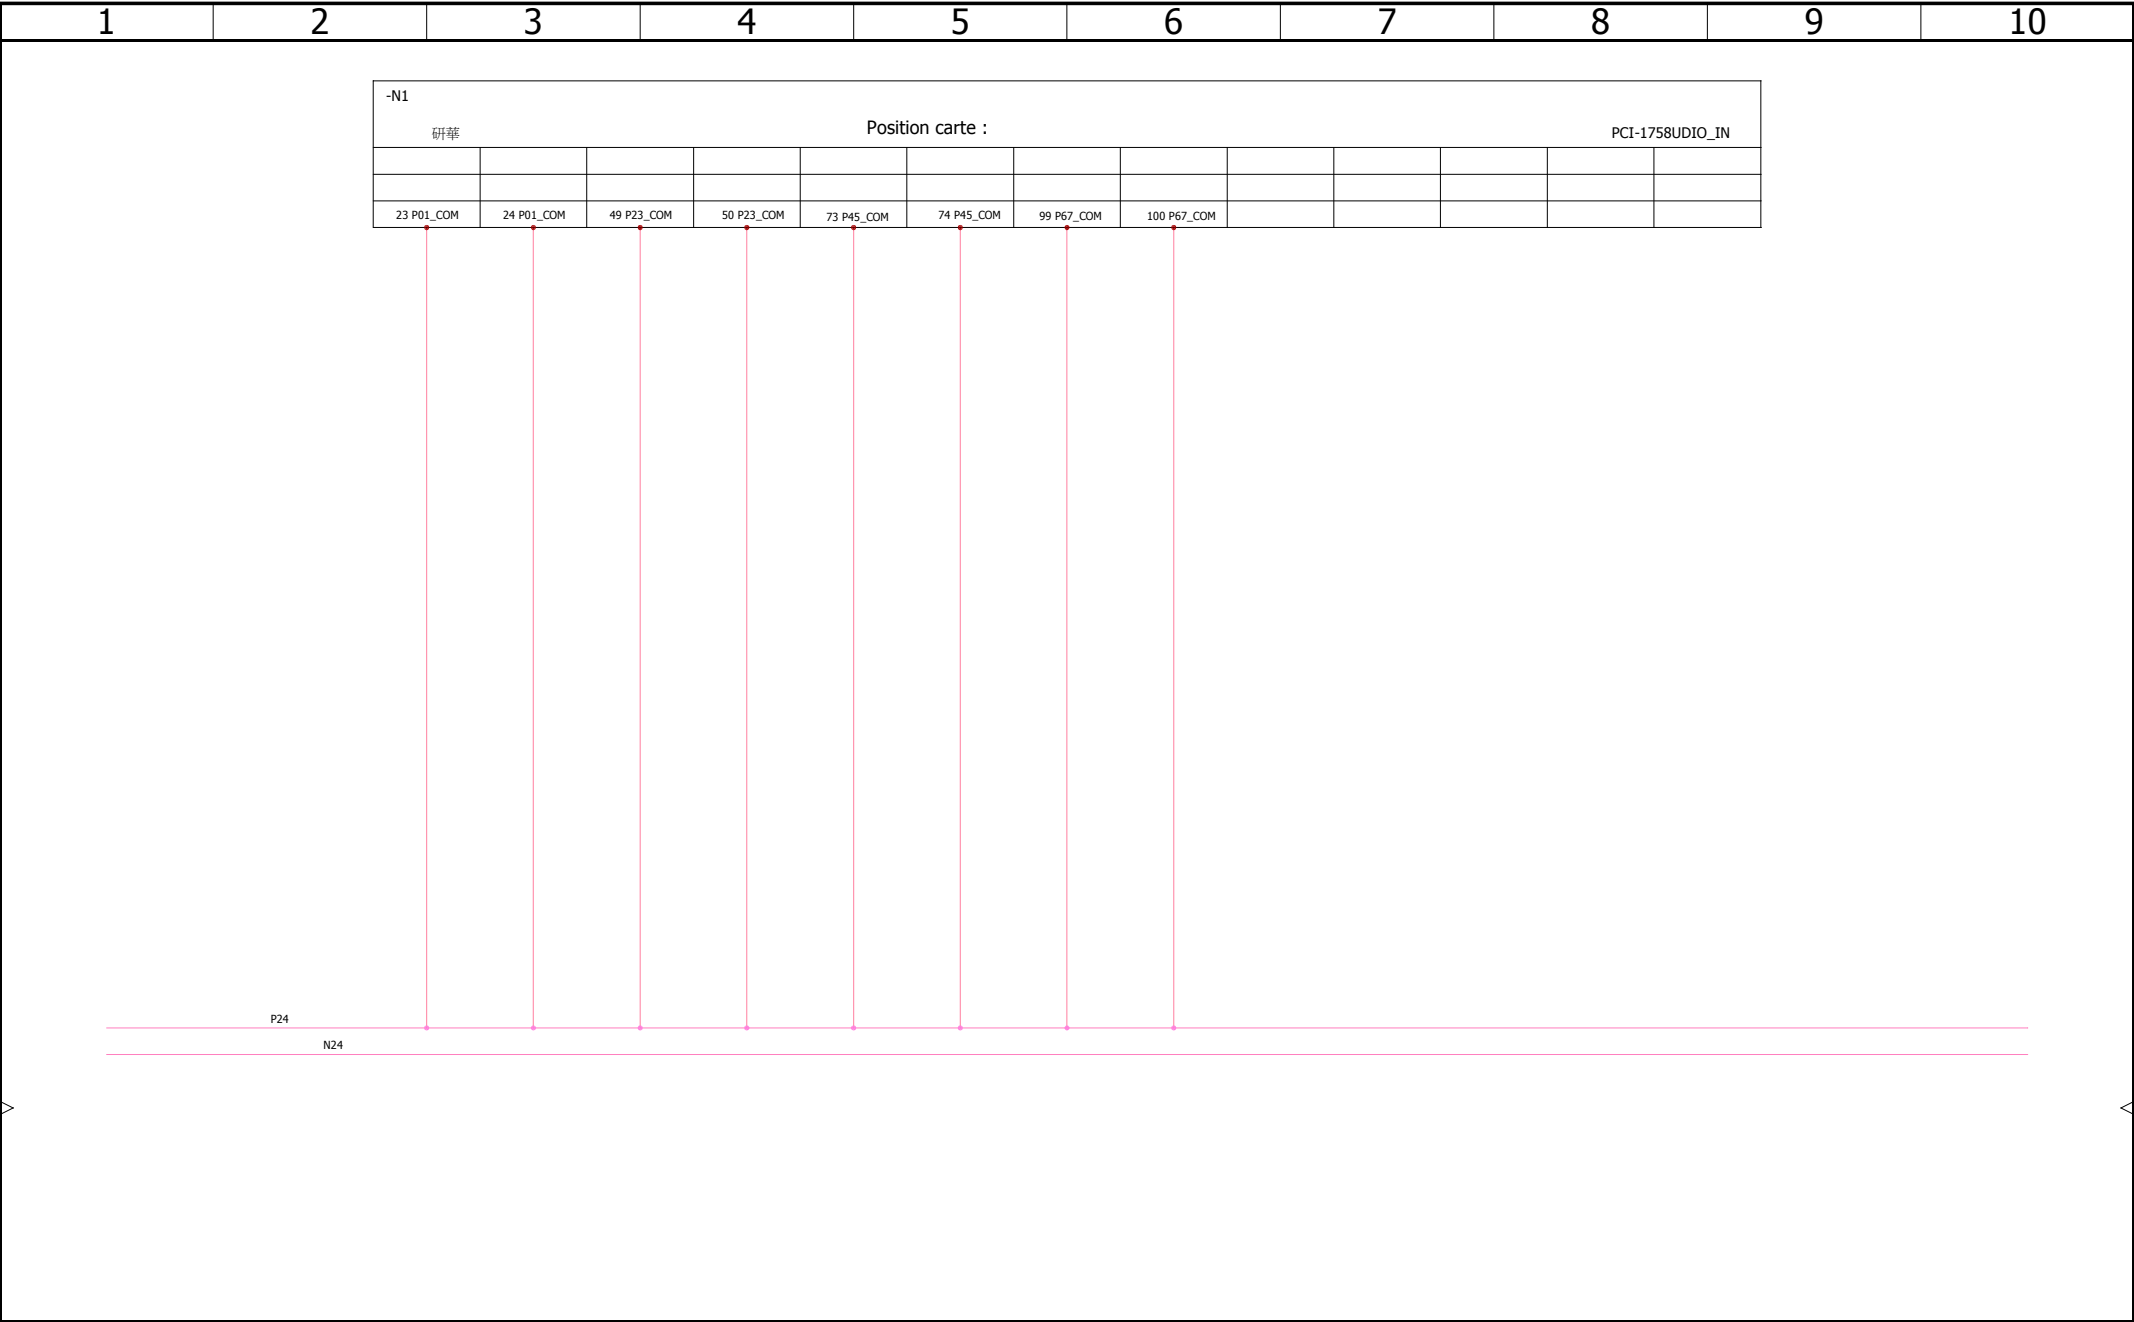 1 2 3 4 5 6 7 8 9 10
-N1
研華 Position carte : PCI-1758UDIO_IN
23 P01_COM 24 P01_COM 49 P23_COM 50 P23_COM 73 P45_COM 74 P45_COM 99 P67_COM 100 P67_COM
P24
N24